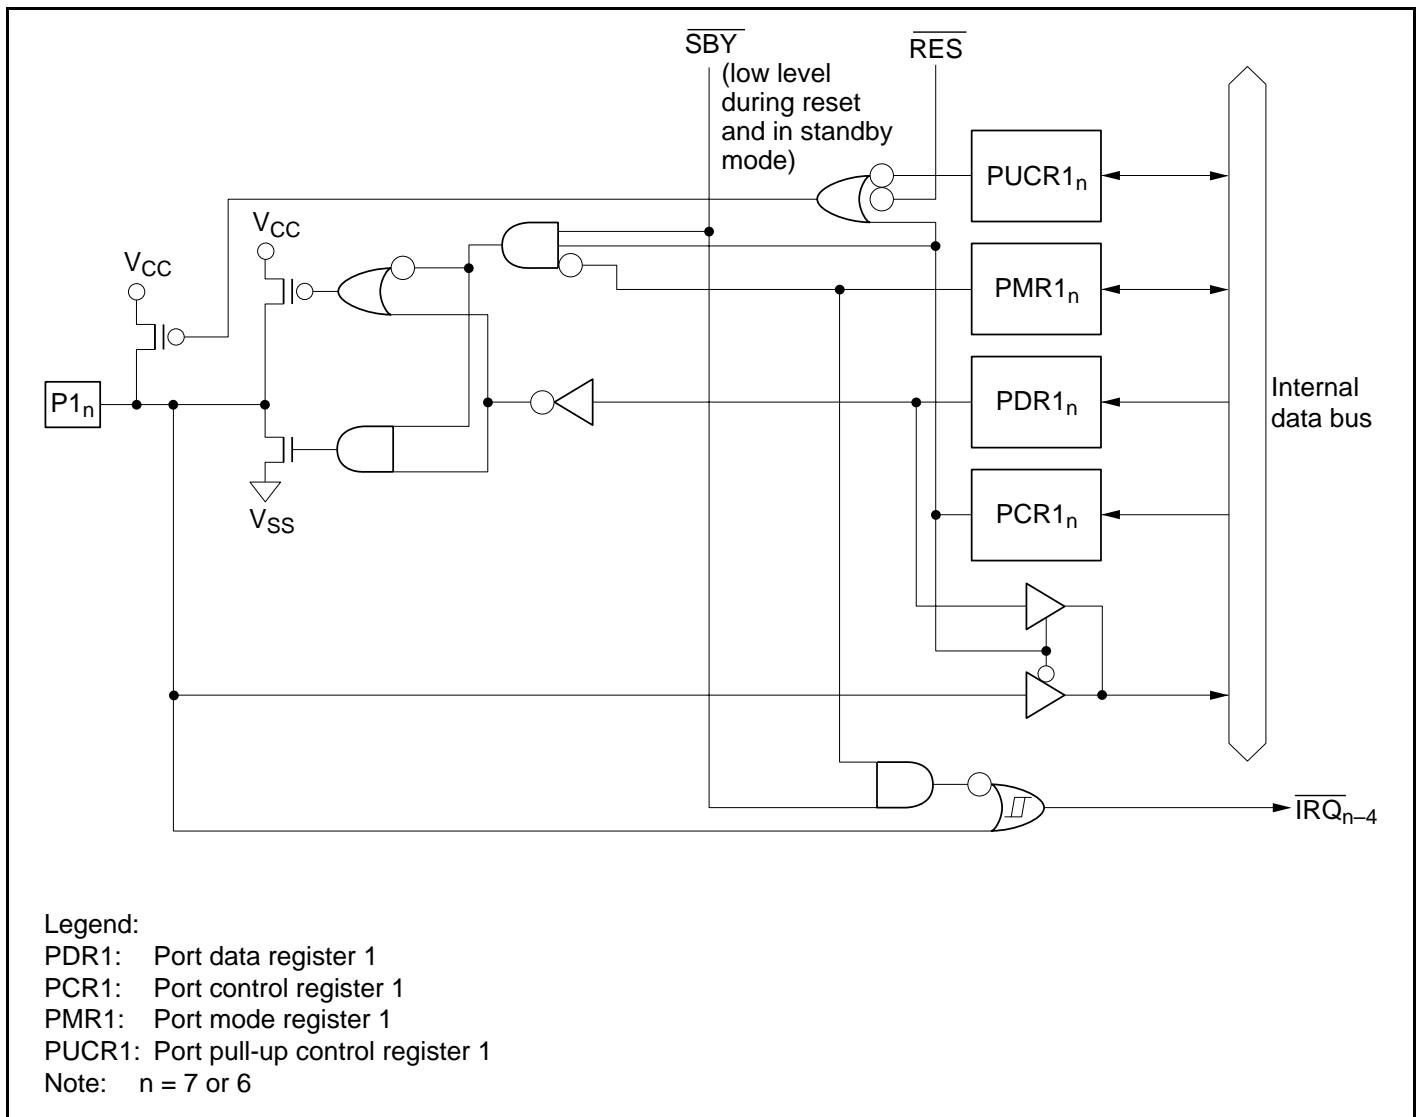 SBY
(low level
during reset
and in standby
mode)
RES
PUCR1n
VCC
VCC
PMR1n
P1n
PDR1n
Internal
data bus
VSS
PCR1n
IRQn–4
Legend:
PDR1: Port data register 1
PCR1: Port control register 1
PMR1: Port mode register 1
PUCR1: Port pull-up control register 1
Note: n = 7 or 6